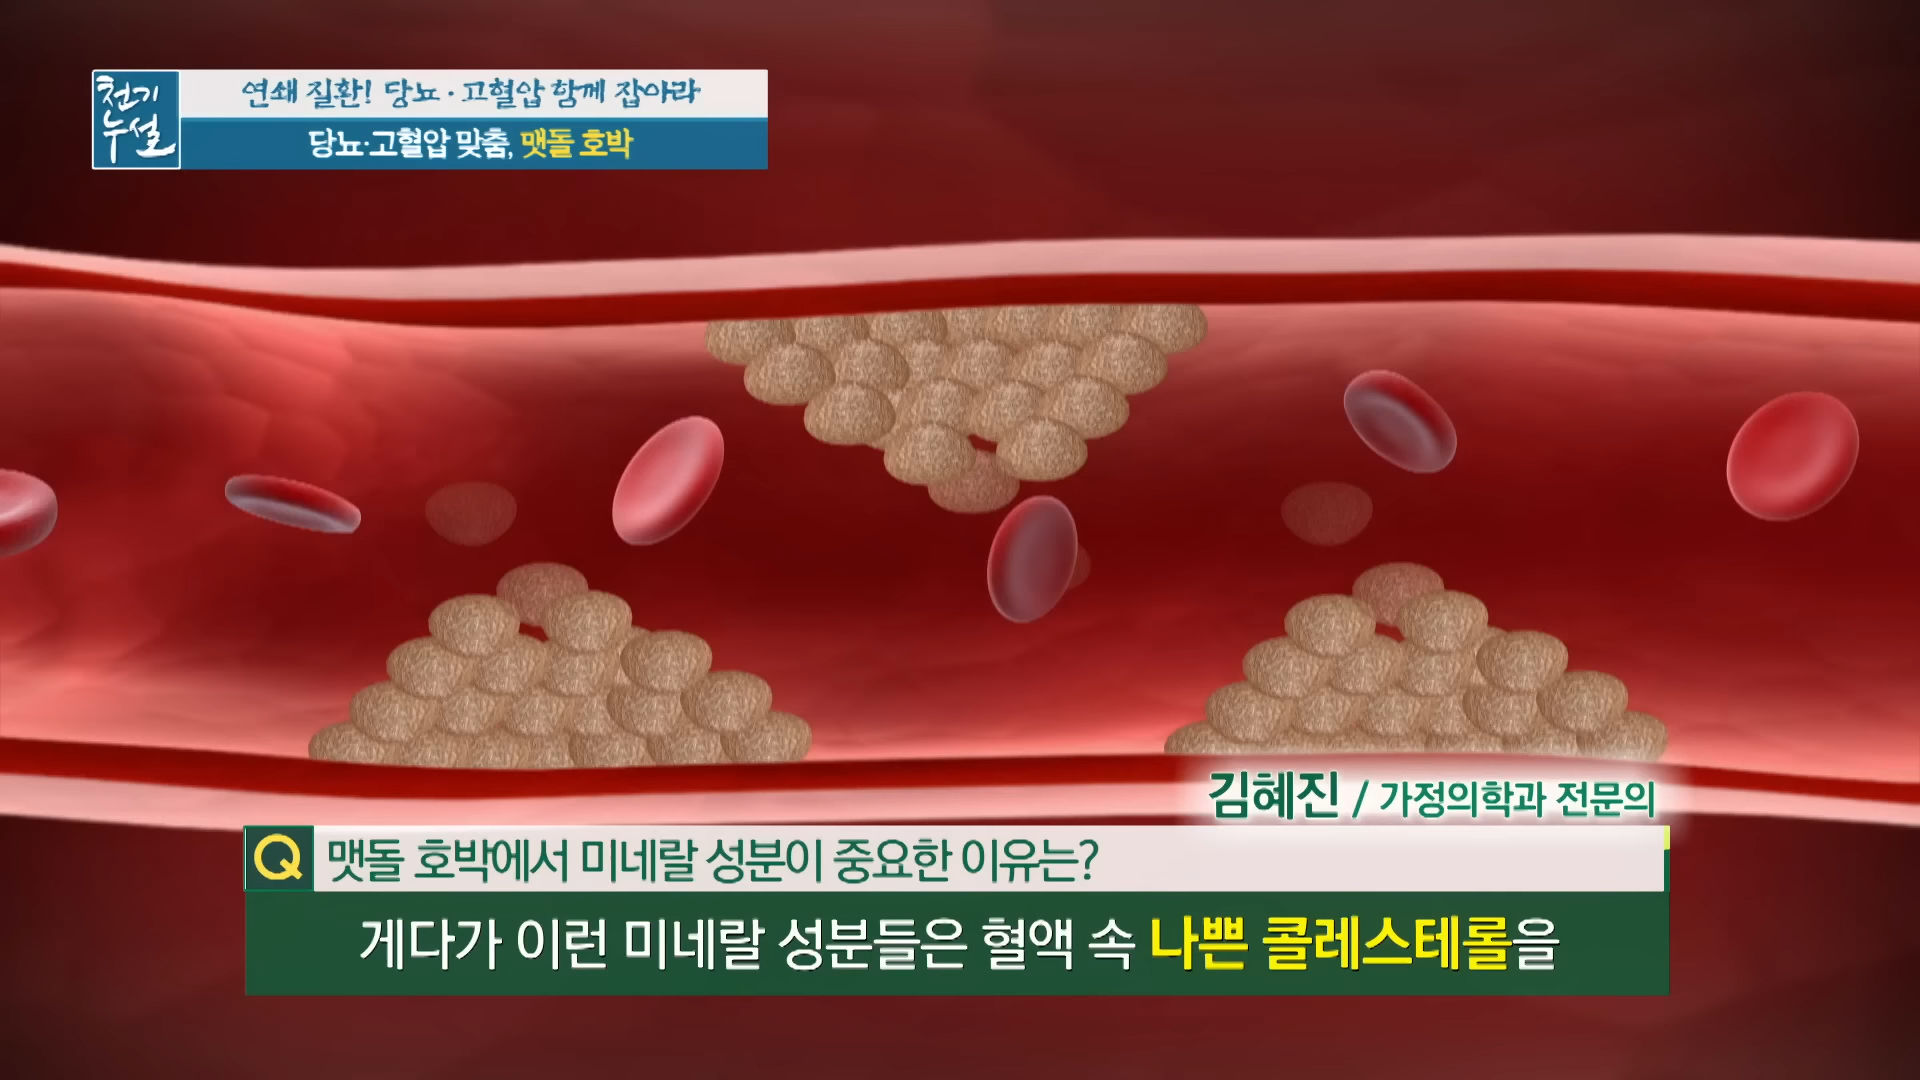 천기
누설
연쇄 질환! 당뇨·고혈압 함께 잡아라
당뇨·고혈압 맞춤, 맷돌 호박
김혜진 / 가정의학과 전문의
Q 맷돌 호박에서 미네랄 성분이 중요한 이유는?
게다가 이런 미네랄 성분들은 혈액 속 나쁜 콜레스테롤을